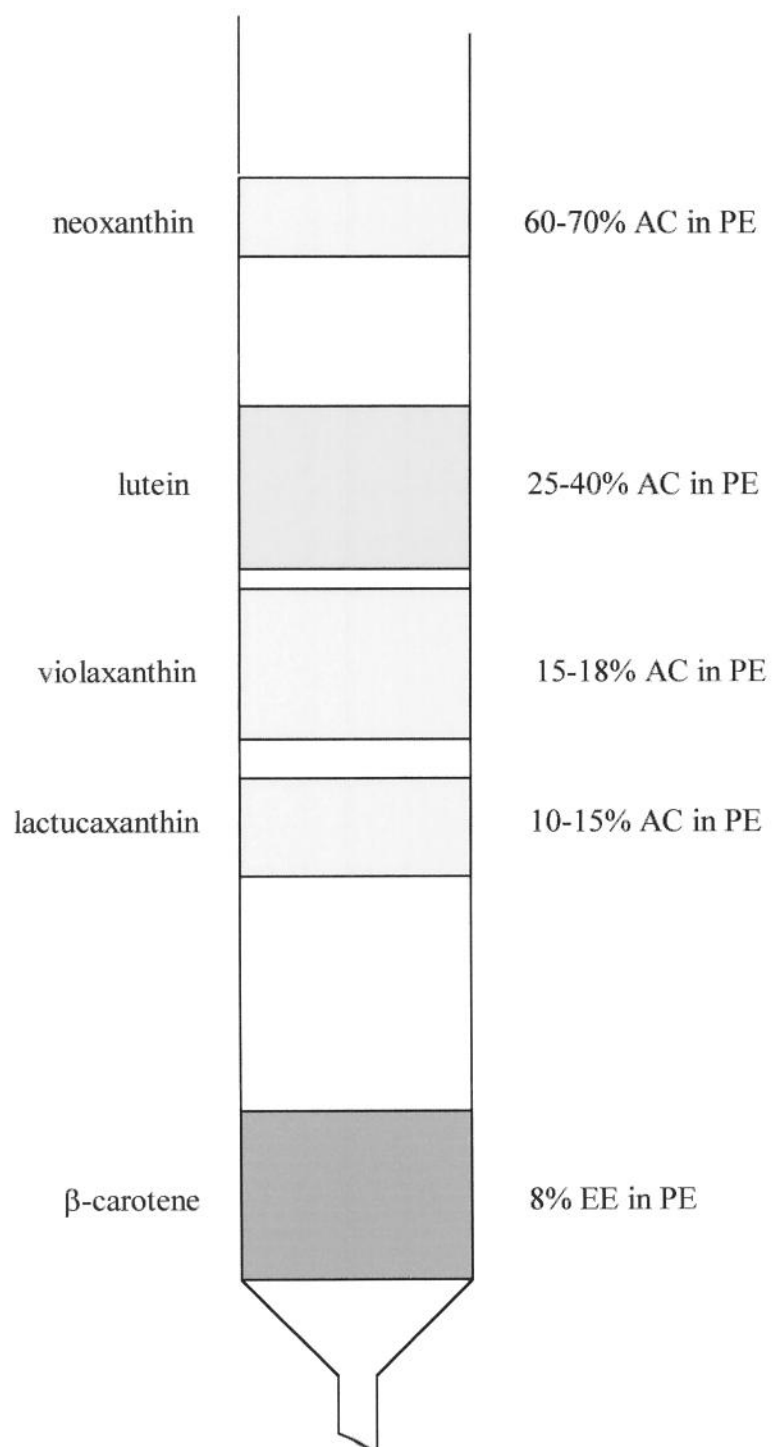 neoxanthin 60-70% AC in PE
lutein 25-40% AC in PE
violaxanthin 15-18% AC in PE
lactucaxanthin 10-15% AC in PE
β-carotene 8% EE in PE